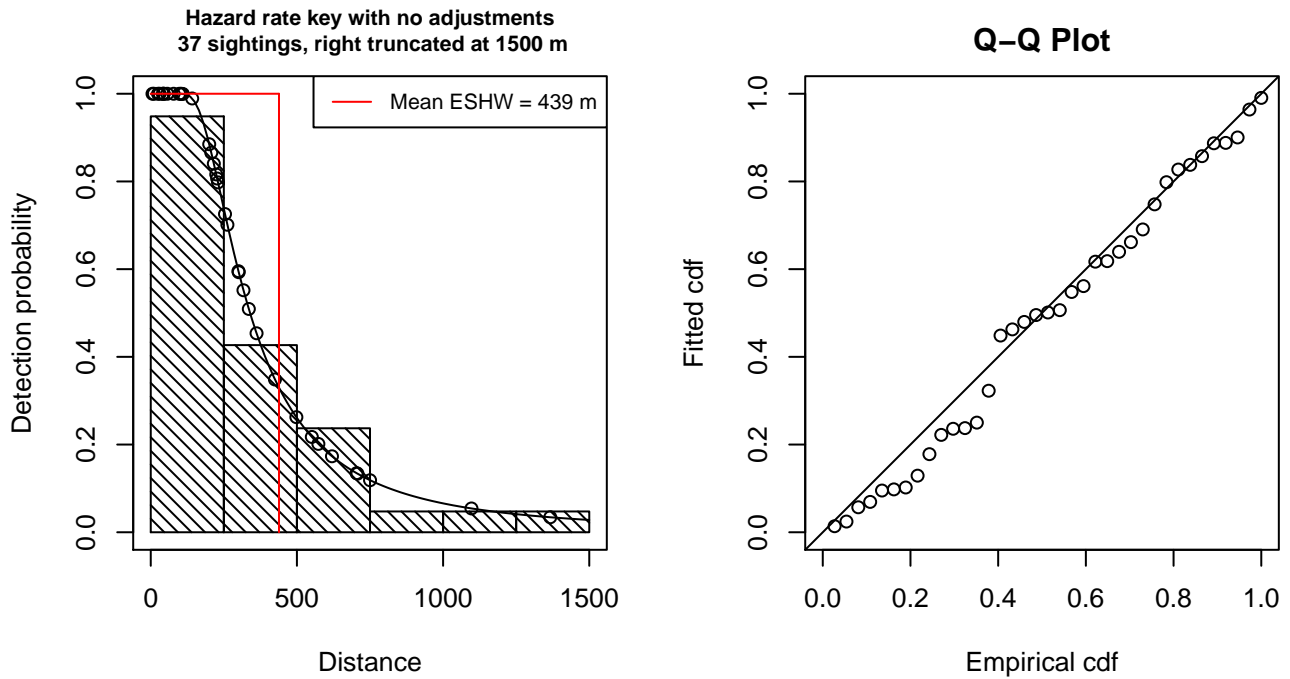 Hazard rate key with no adjustments
37 sightings, right truncated at 1500 m
Detection probability
1.0
0.8
0.6
0.4
0.2
0.0
Mean ESHW = 439 m
0 500 1000 1500
Distance
Q−Q Plot
Fitted cdf
1.0
0.8
0.6
0.4
0.2
0.0
0.0 0.2 0.4 0.6 0.8 1.0
Empirical cdf